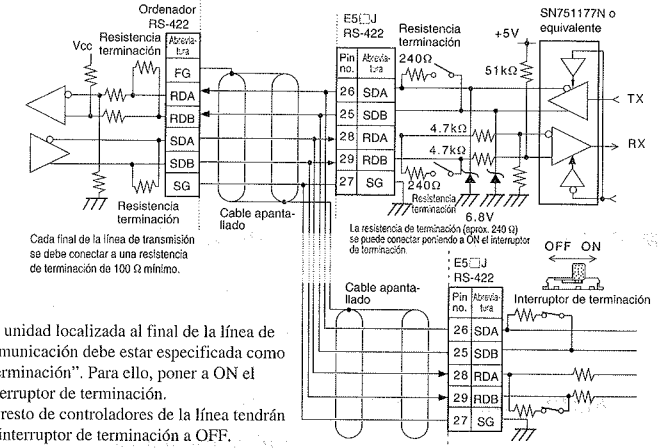 Ordenador
RS-422
Resistencia
terminación
Vcc
Abrevia-
tura
FG
RDA
RDB
SDA
SDB
SG
Resistencia
terminación
Cable apanta-
llado
Cada final de la línea de transmisión
se debe conectar a una resistencia
de terminación de 100 Ω mínimo.
E5□J
RS-422
Pin
no.
Abrevia-
tura
26 SDA
25 SDB
28 RDA
29 RDB
27 SG
Resistencia
terminación
240Ω
+5V
51kΩ
4.7kΩ
4.7kΩ
240Ω
Resistencia
terminación
6.8V
SN751177N o
equivalente
TX
RX
La resistencia de terminación (aprox. 240 Ω)
se puede conectar poniendo a ON el interruptor
de terminación.
OFF ON
Interruptor de terminación
E5□J
RS-422
Cable apanta-
llado
Pin
no.
Abrevia-
tura
26 SDA
25 SDB
28 RDA
29 RDB
27 SG
unidad localizada al final de la línea de
municación debe estar especificada como
erminación”. Para ello, poner a ON el
erruptor de terminación.
resto de controladores de la línea tendrán
interruptor de terminación a OFF.